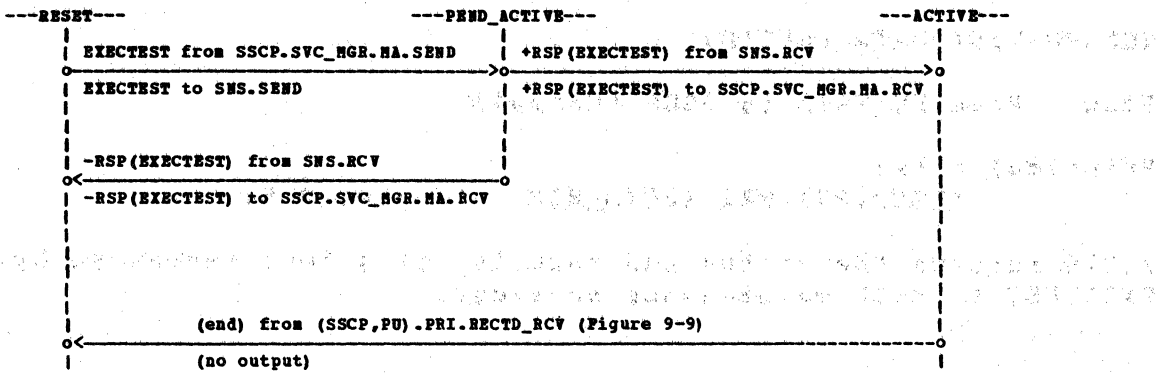 ---RESET--- ---PEND_ACTIVE--- ---ACTIVE---
EXECTEST from SSCP.SVC_MGR.MA.SEND +RSP(EXECTEST) from SNS.RCV
EXECTEST to SNS.SEND +RSP(EXECTEST) to SSCP.SVC_MGR.MA.RCV
-RSP(EXECTEST) from SNS.RCV
-RSP(EXECTEST) to SSCP.SVC_MGR.MA.RCV
(end) from (SSCP,PU).PRI.RECTD_RCV (Figure 9-9)
(no output)